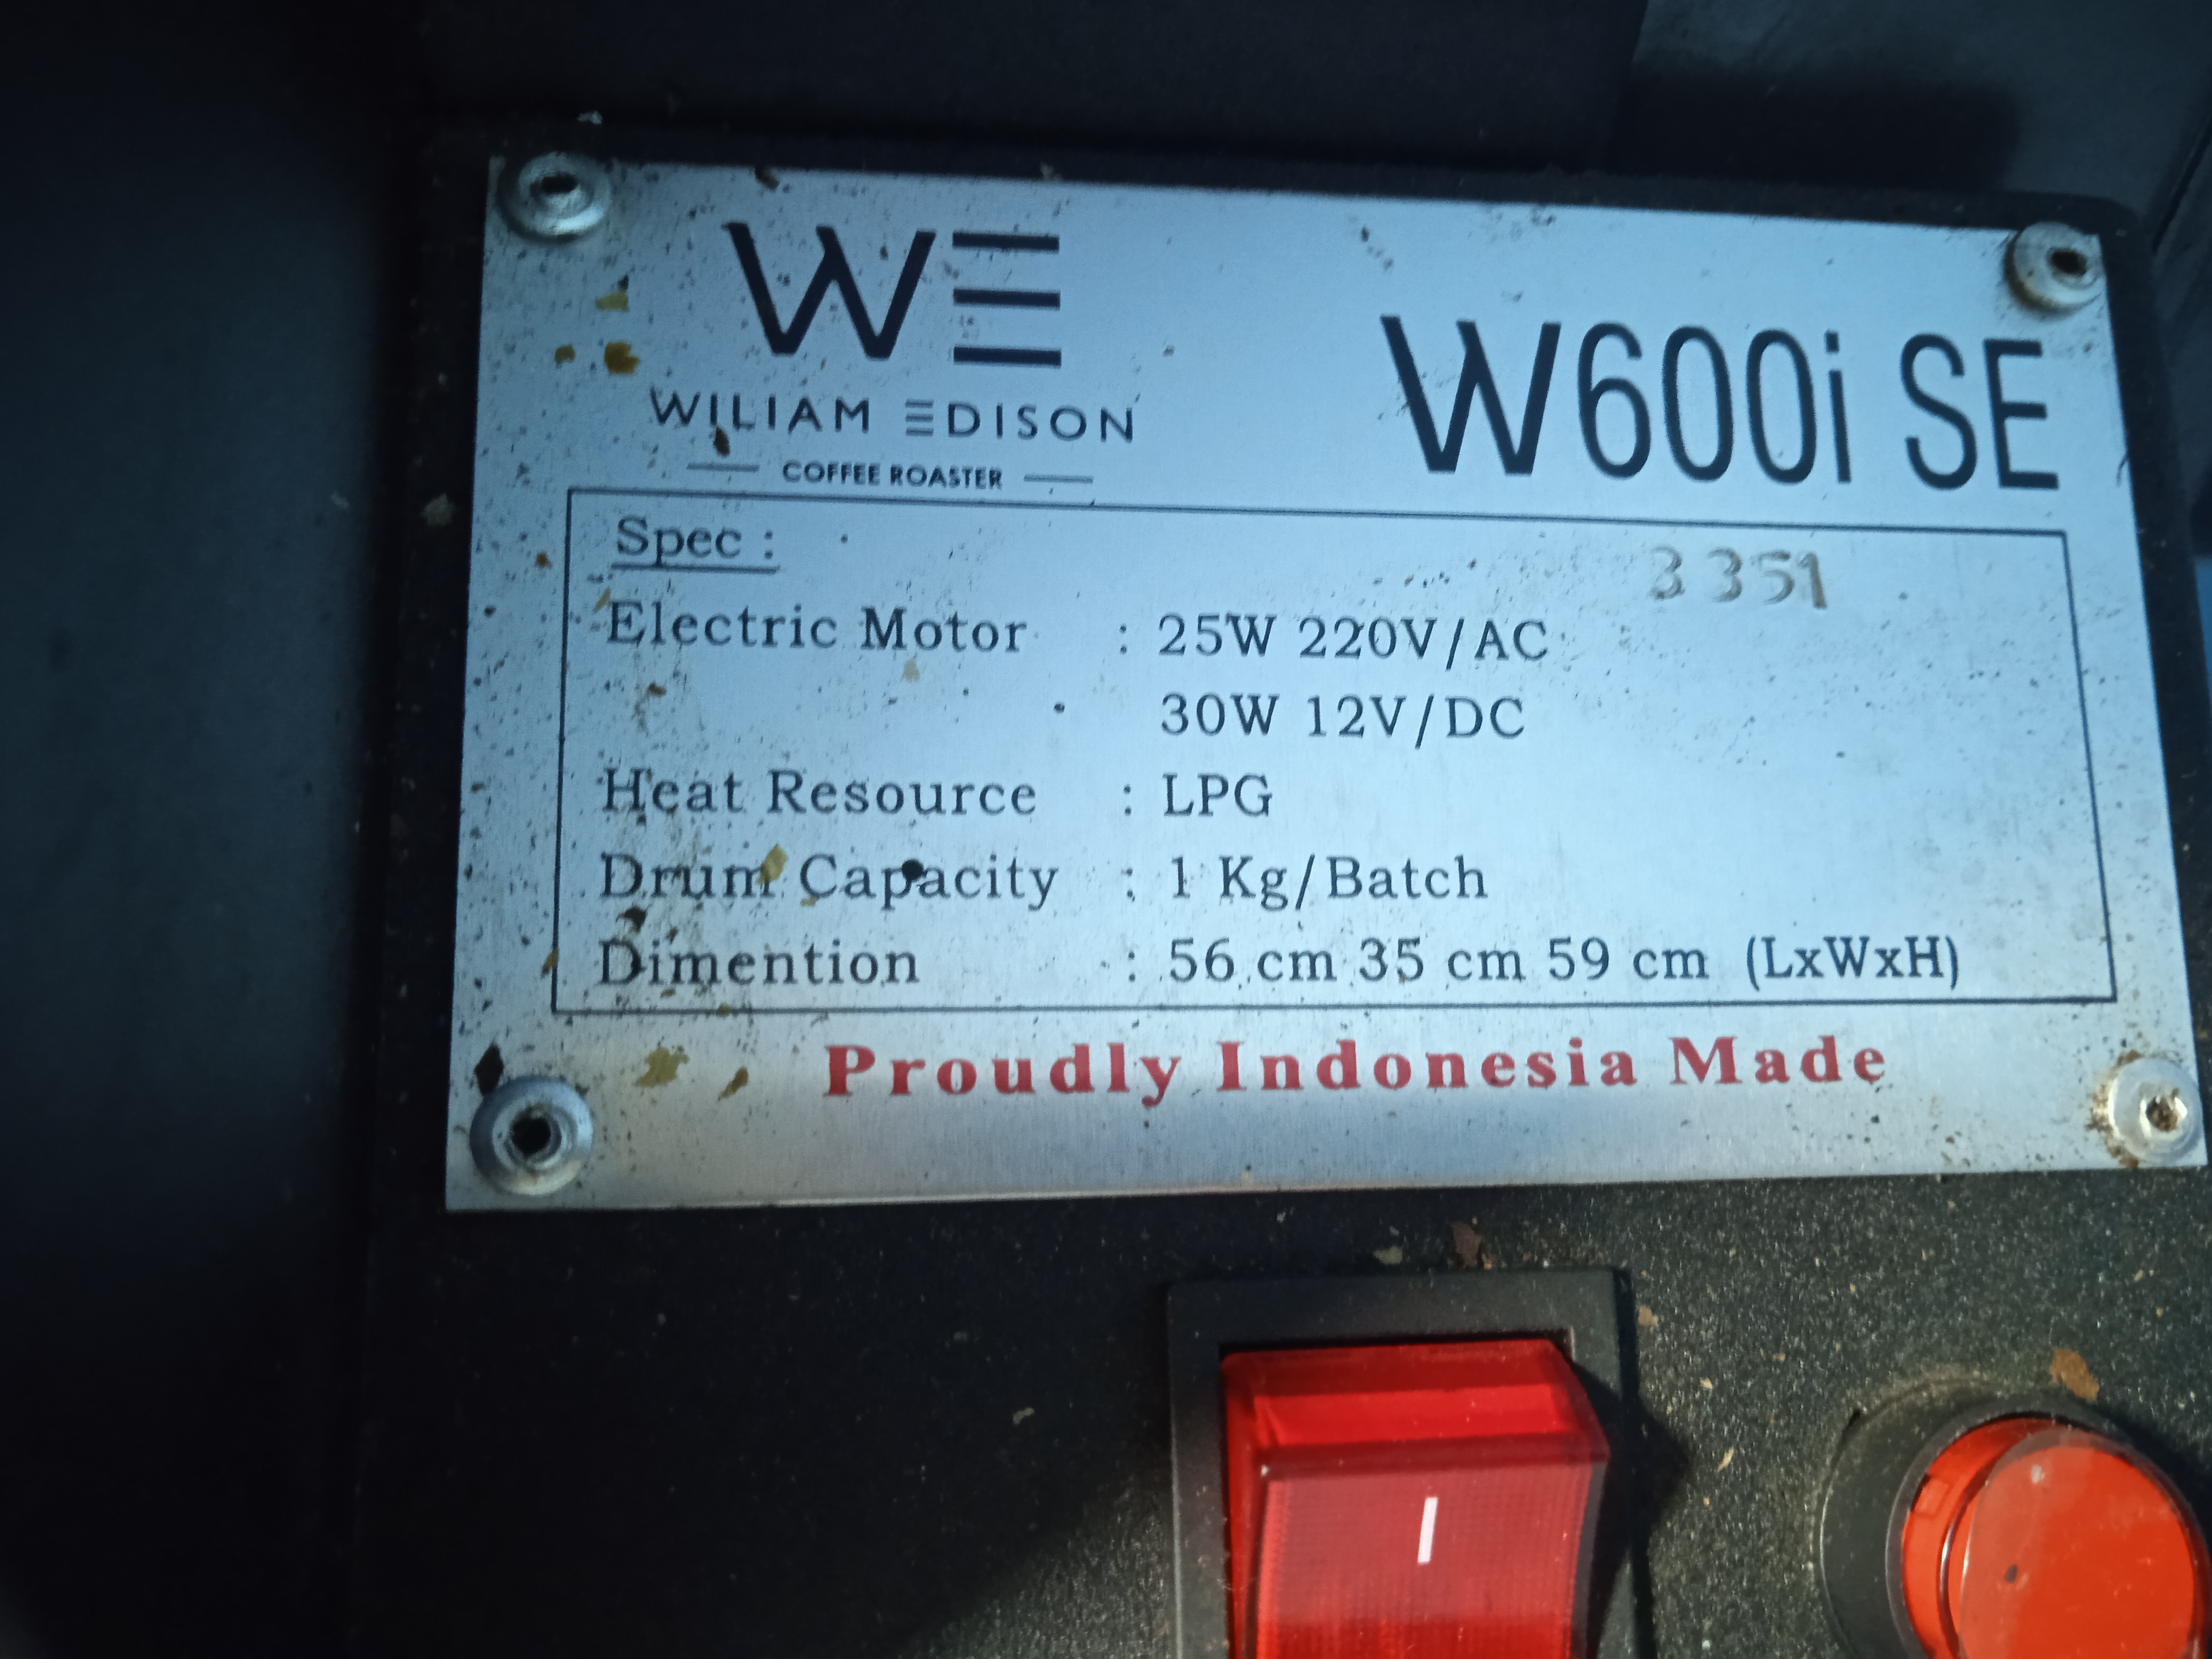 WE
WILIAM EDISON
COFFEE ROASTER
W600i SE
Spec :
3351
Electric Motor : 25W 220V/AC
30W 12V/DC
Heat Resource : LPG
Drum Capacity : 1 Kg/Batch
Dimention : 56 cm 35 cm 59 cm (LxWxH)
Proudly Indonesia Made
I